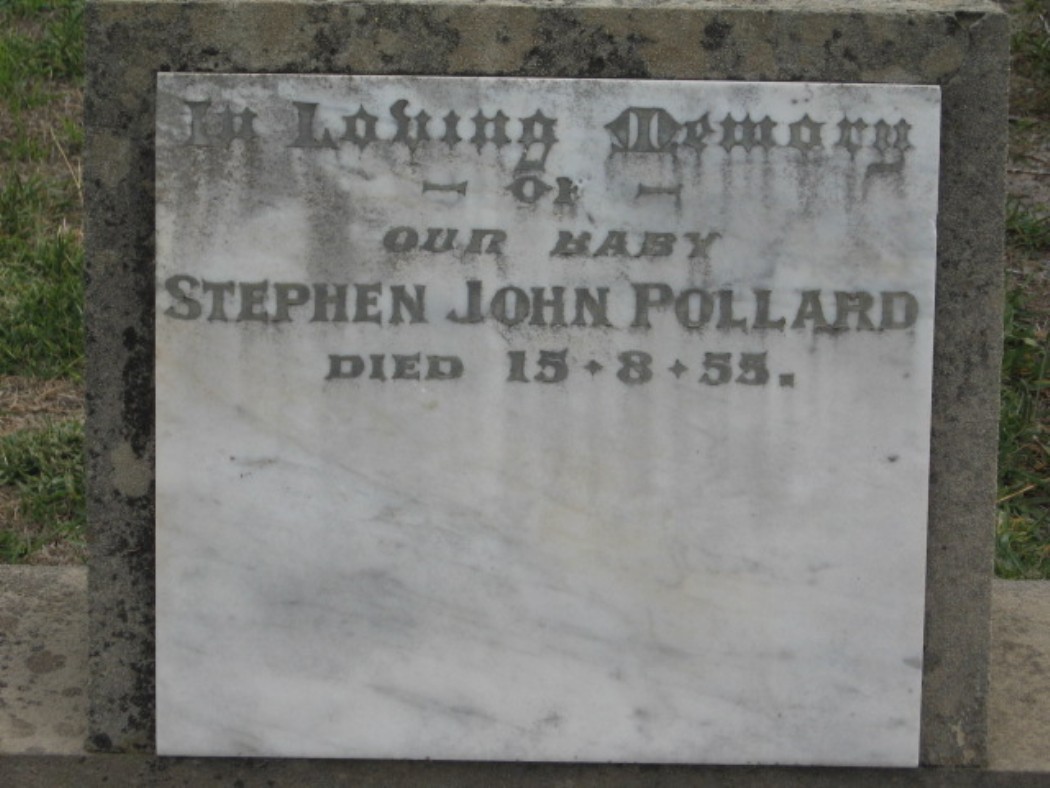 In Loving Memory
- OF -
OUR BABY
STEPHEN JOHN POLLARD
DIED 15·8·55.